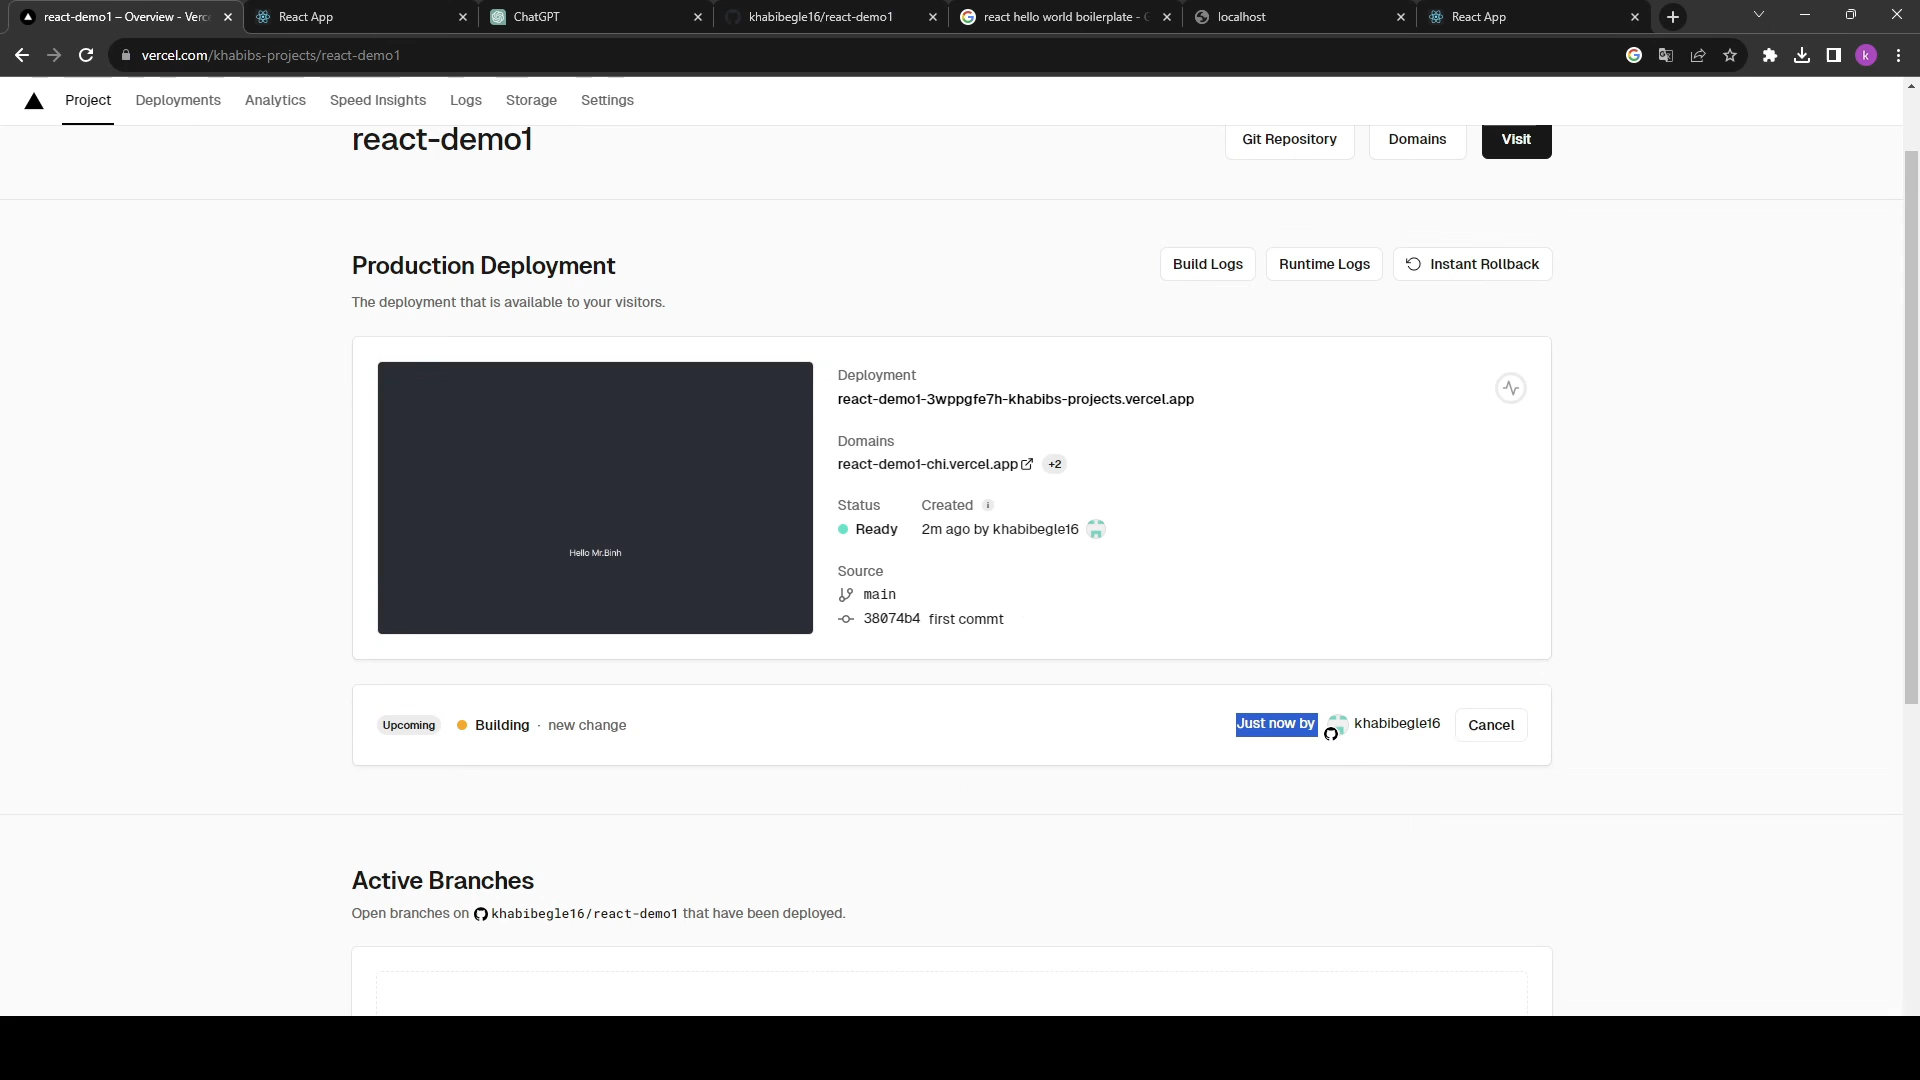 react-demo1 – Overview - Verc
React App
ChatGPT
khabibegle16/react-demo1
react hello world boilerplate - G
localhost
React App
vercel.com/khabibs-projects/react-demo1
k
Project
Deployments
Analytics
Speed Insights
Logs
Storage
Settings
react-demo1
Git Repository
Domains
Visit
Production Deployment
Build Logs
Runtime Logs
Instant Rollback
The deployment that is available to your visitors.
Hello Mr.Binh
Deployment
react-demo1-3wppgfe7h-khabibs-projects.vercel.app
Domains
react-demo1-chi.vercel.app +2
Status Created
Ready 2m ago by khabibegle16
Source
main
38074b4 first commt
Upcoming Building · new change Just now by khabibegle16 Cancel
Active Branches
Open branches on khabibegle16/react-demo1 that have been deployed.